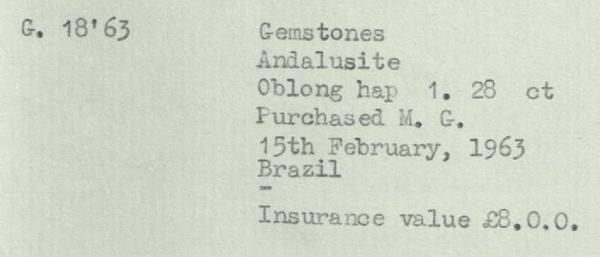 G. 18'63 Gemstones
Andalusite
Oblong hap 1. 28 ct
Purchased M. G.
15th February, 1963
Brazil
-
Insurance value £8.0.0.